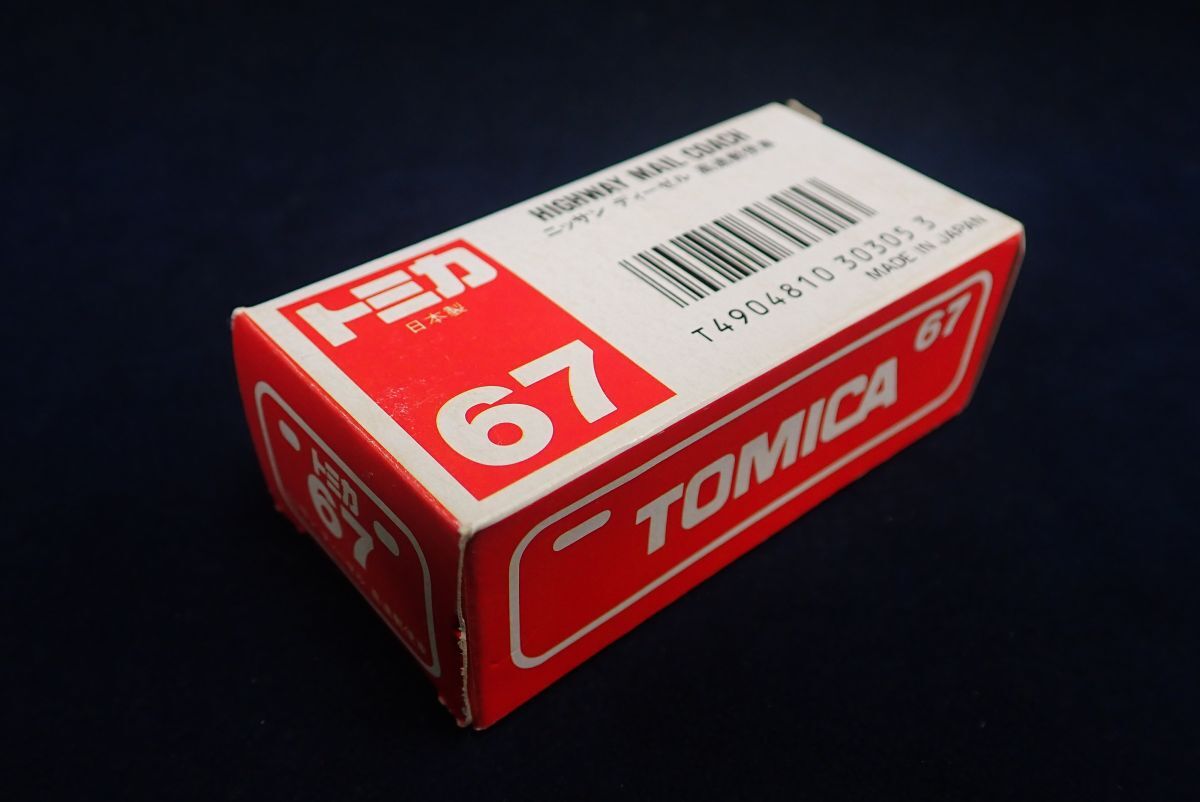 HIGHWAY MAIL COACH
ニッサン ディーゼル 高速郵便車
T4904810 30305 3
MADE IN JAPAN
トミカ
日本製
67
TOMICA
67
トミカ
67